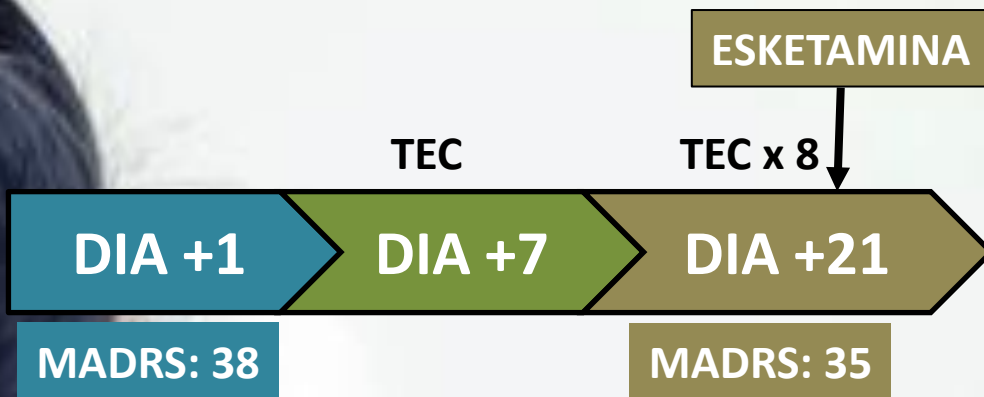 ESKETAMINA
TEC
TEC x 8
DIA +1
DIA +7
DIA +21
MADRS: 38
MADRS: 35